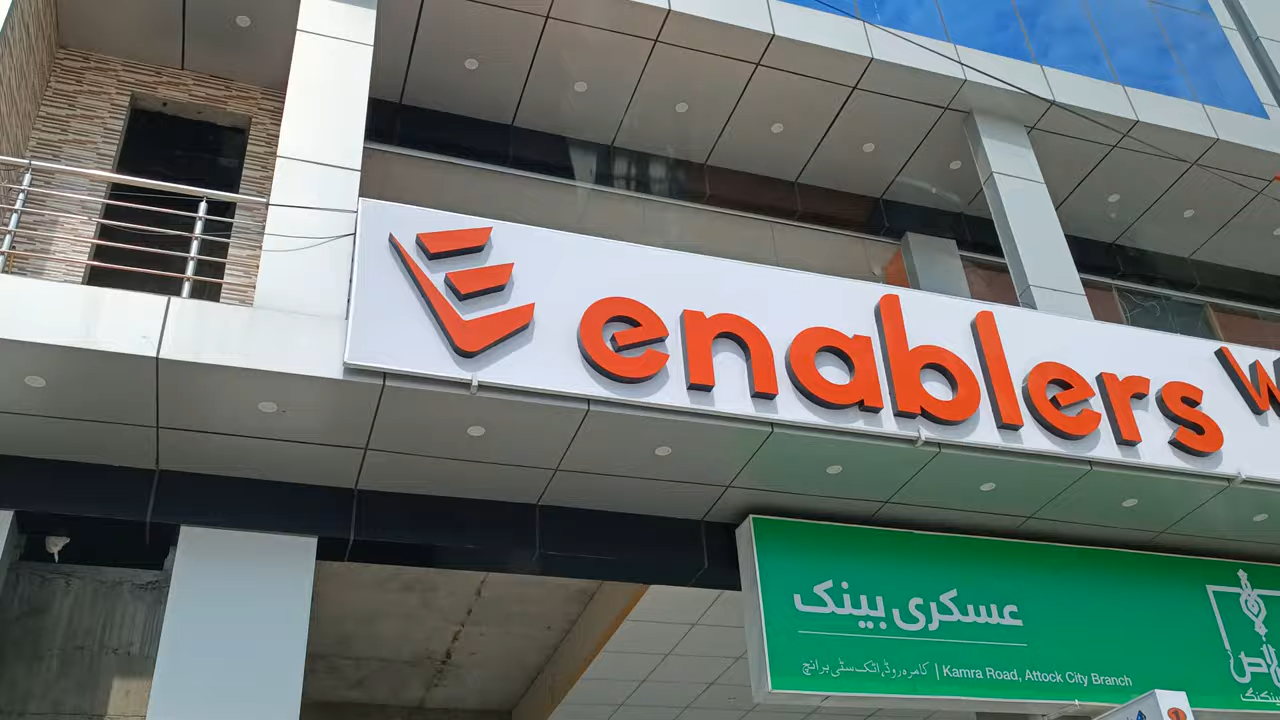 enablers W
عسکری بینک
کامرہ روڈ, اٹک سٹی برانچ | Kamra Road, Attock City Branch